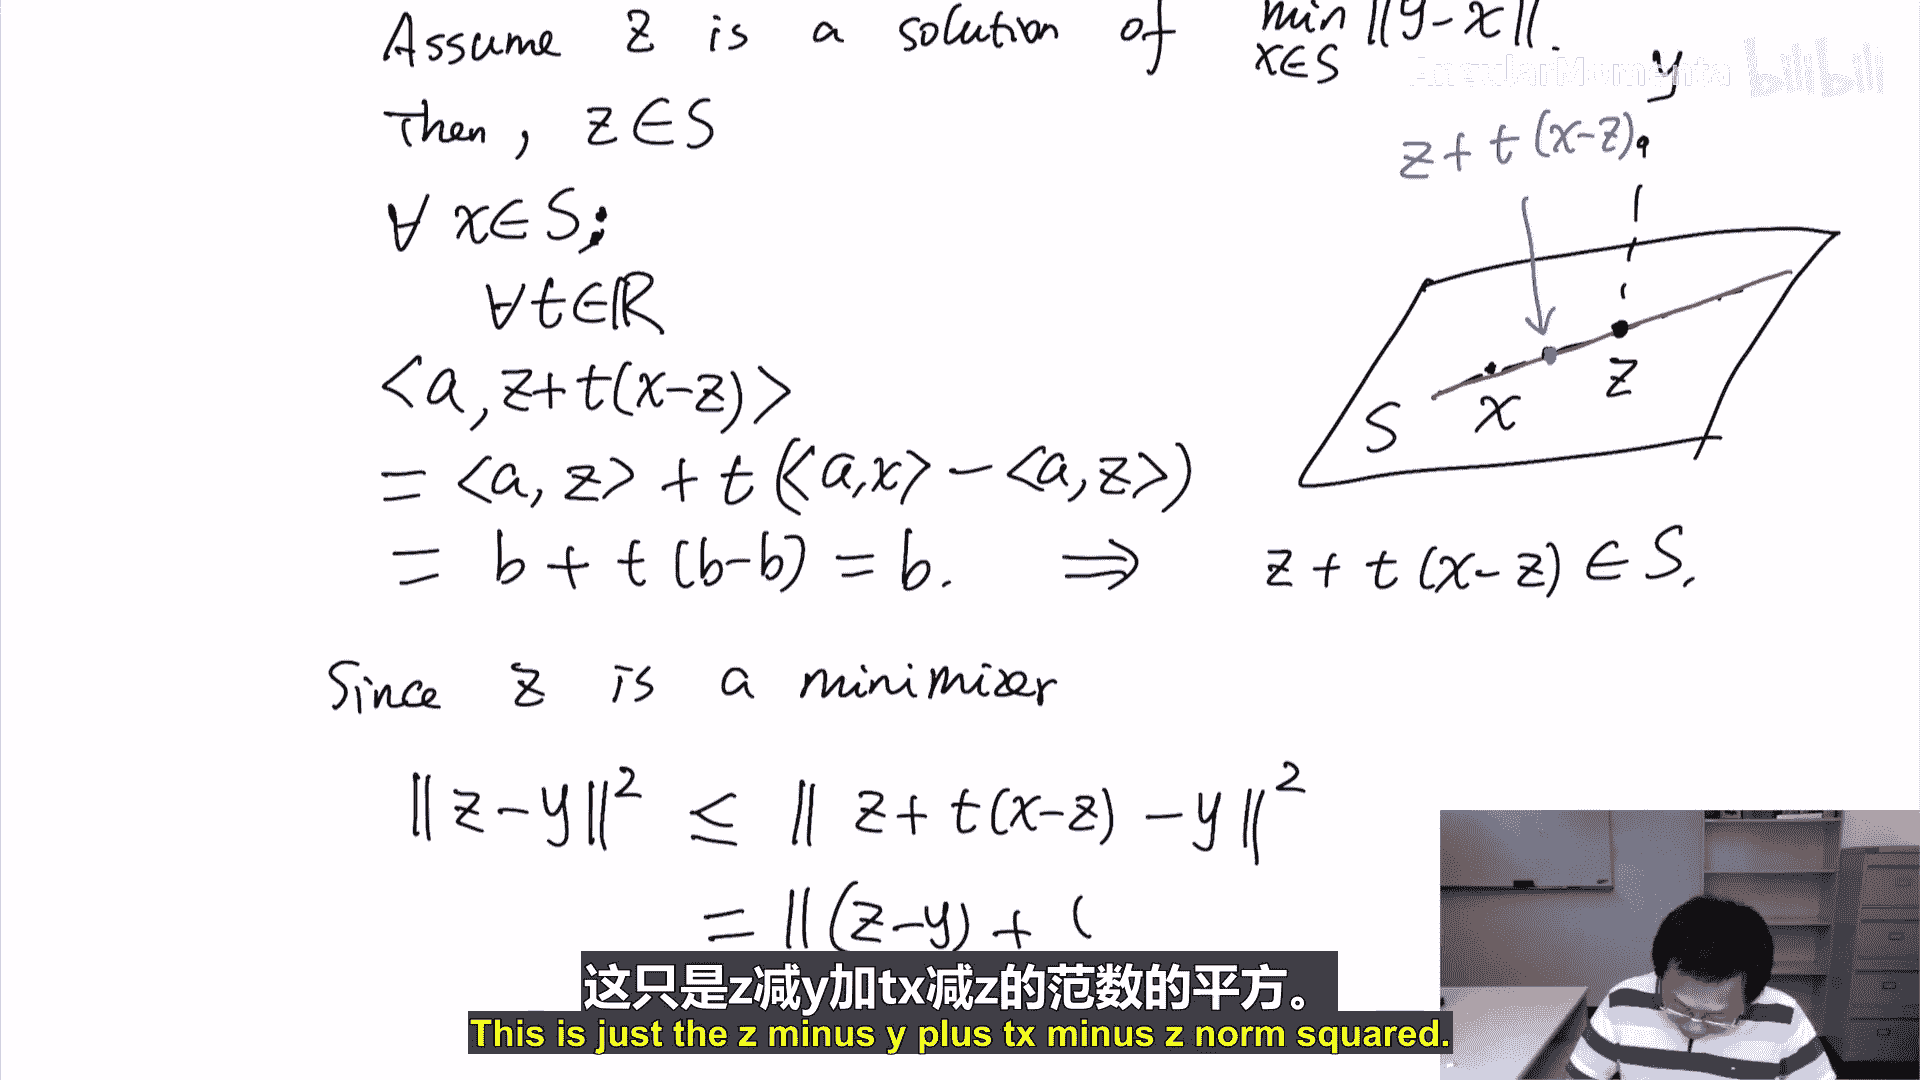 Assume z is a solution of min ||y-x||.
x∈S
AngularMomenta bilibili
y
Then, z∈S
z+t(x-z)
∀ x∈S;
∀t∈ℝ
<a, z+t(x-z)>
z
x
S
= <a, z> + t(<a,x> - <a,z>)
= b + t(b-b) = b. ⇒ z+t(x-z)∈S.
Since z is a minimizer
||z-y||² ≤ ||z+t(x-z)-y||²
= ||(z-y)+(
这只是z减y加tx减z的范数的平方。
This is just the z minus y plus tx minus z norm squared.